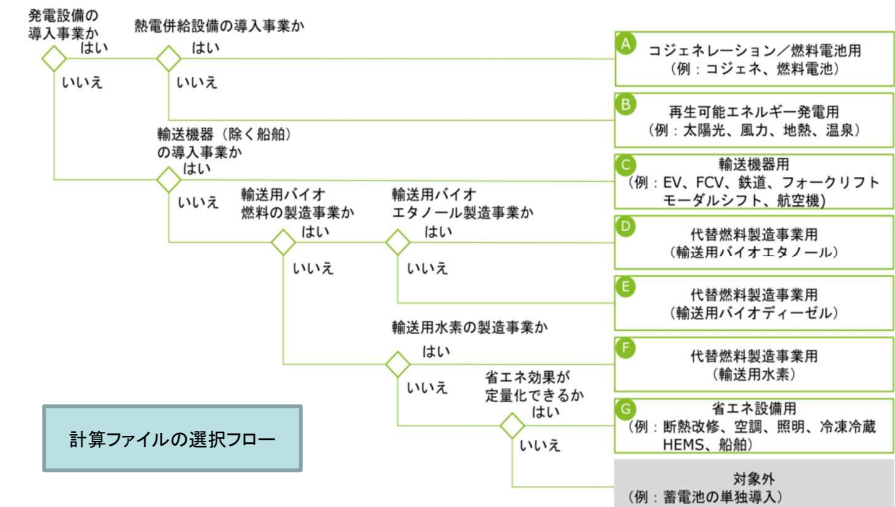 発電設備の
導入事業か
はい
いいえ
熱電併給設備の導入事業か
はい
いいえ
A
コジェネレーション／燃料電池用
（例：コジェネ、燃料電池）
B
再生可能エネルギー発電用
（例：太陽光、風力、地熱、温泉）
輸送機器（除く船舶）
の導入事業か
はい
いいえ
C
輸送機器用
（例：EV、FCV、鉄道、フォークリフト
モーダルシフト、航空機)
輸送用バイオ
燃料の製造事業か
はい
いいえ
輸送用バイオ
エタノール製造事業か
はい
いいえ
D
代替燃料製造事業用
（輸送用バイオエタノール）
E
代替燃料製造事業用
（輸送用バイオディーゼル）
輸送用水素の製造事業か
はい
いいえ
F
代替燃料製造事業用
（輸送用水素）
省エネ効果が
定量化できるか
はい
いいえ
G
省エネ設備用
（例：断熱改修、空調、照明、冷凍冷蔵
HEMS、船舶）
対象外
（例：蓄電池の単独導入）
計算ファイルの選択フロー